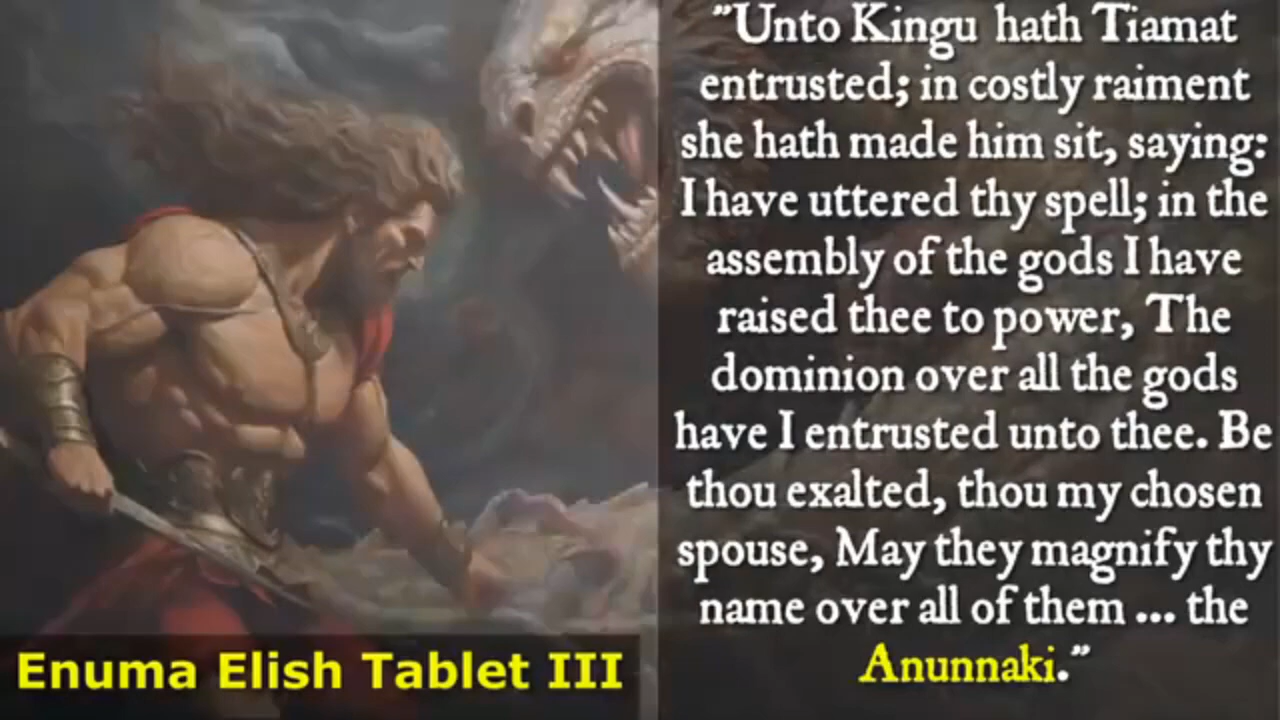 "Unto Kingu hath Tiamat
entrusted; in costly raiment
she hath made him sit, saying:
I have uttered thy spell; in the
assembly of the gods I have
raised thee to power, The
dominion over all the gods
have I entrusted unto thee. Be
thou exalted, thou my chosen
spouse, May they magnify thy
name over all of them ... the
Anunnaki."
Enuma Elish Tablet III